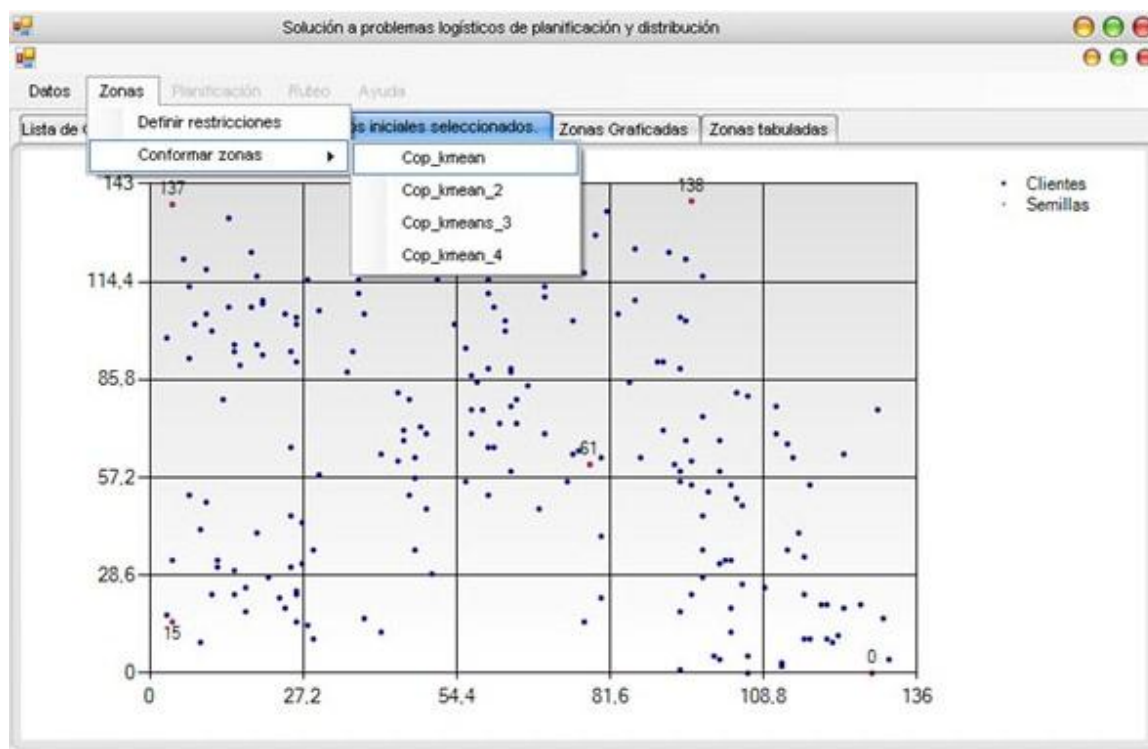 Solución a problemas logísticos de planificación y distribución
Datos Zonas Planificación Ruteo Ayuda
Lista de s iniciales seleccionados. Zonas Graficadas Zonas tabuladas
Definir restricciones
Conformar zonas
Cop_kmean
Cop_kmean_2
Cop_kmeans_3
Cop_kmean_4
Clientes
Semillas
143
137
138
114,4
85,8
61
57,2
28,6
15
0
0
0 27,2 54,4 81,6 108,8 136